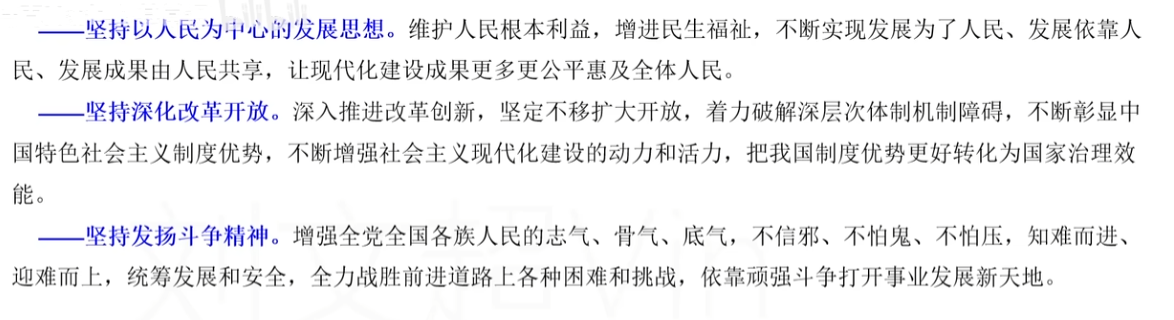 ——坚持以人民为中心的发展思想。维护人民根本利益，增进民生福祉，不断实现发展为了人民、发展依靠人
民、发展成果由人民共享，让现代化建设成果更多更公平惠及全体人民。
——坚持深化改革开放。深入推进改革创新，坚定不移扩大开放，着力破解深层次体制机制障碍，不断彰显中
国特色社会主义制度优势，不断增强社会主义现代化建设的动力和活力，把我国制度优势更好转化为国家治理效
能。
——坚持发扬斗争精神。增强全党全国各族人民的志气、骨气、底气，不信邪、不怕鬼、不怕压，知难而进、
迎难而上，统筹发展和安全，全力战胜前进道路上各种困难和挑战，依靠顽强斗争打开事业发展新天地。